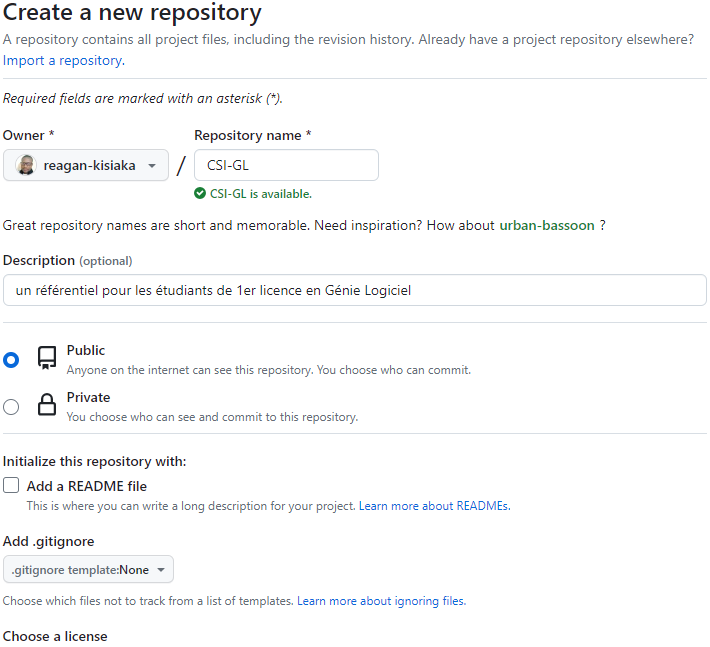 Create a new repository
A repository contains all project files, including the revision history. Already have a project repository elsewhere?
Import a repository.
Required fields are marked with an asterisk (*).
Owner * Repository name *
reagan-kisiaka / CSI-GL
CSI-GL is available.
Great repository names are short and memorable. Need inspiration? How about urban-bassoon ?
Description (optional)
un référentiel pour les étudiants de 1er licence en Génie Logiciel
Public
Anyone on the internet can see this repository. You choose who can commit.
Private
You choose who can see and commit to this repository.
Initialize this repository with:
Add a README file
This is where you can write a long description for your project. Learn more about READMEs.
Add .gitignore
.gitignore template:None
Choose which files not to track from a list of templates. Learn more about ignoring files.
Choose a license